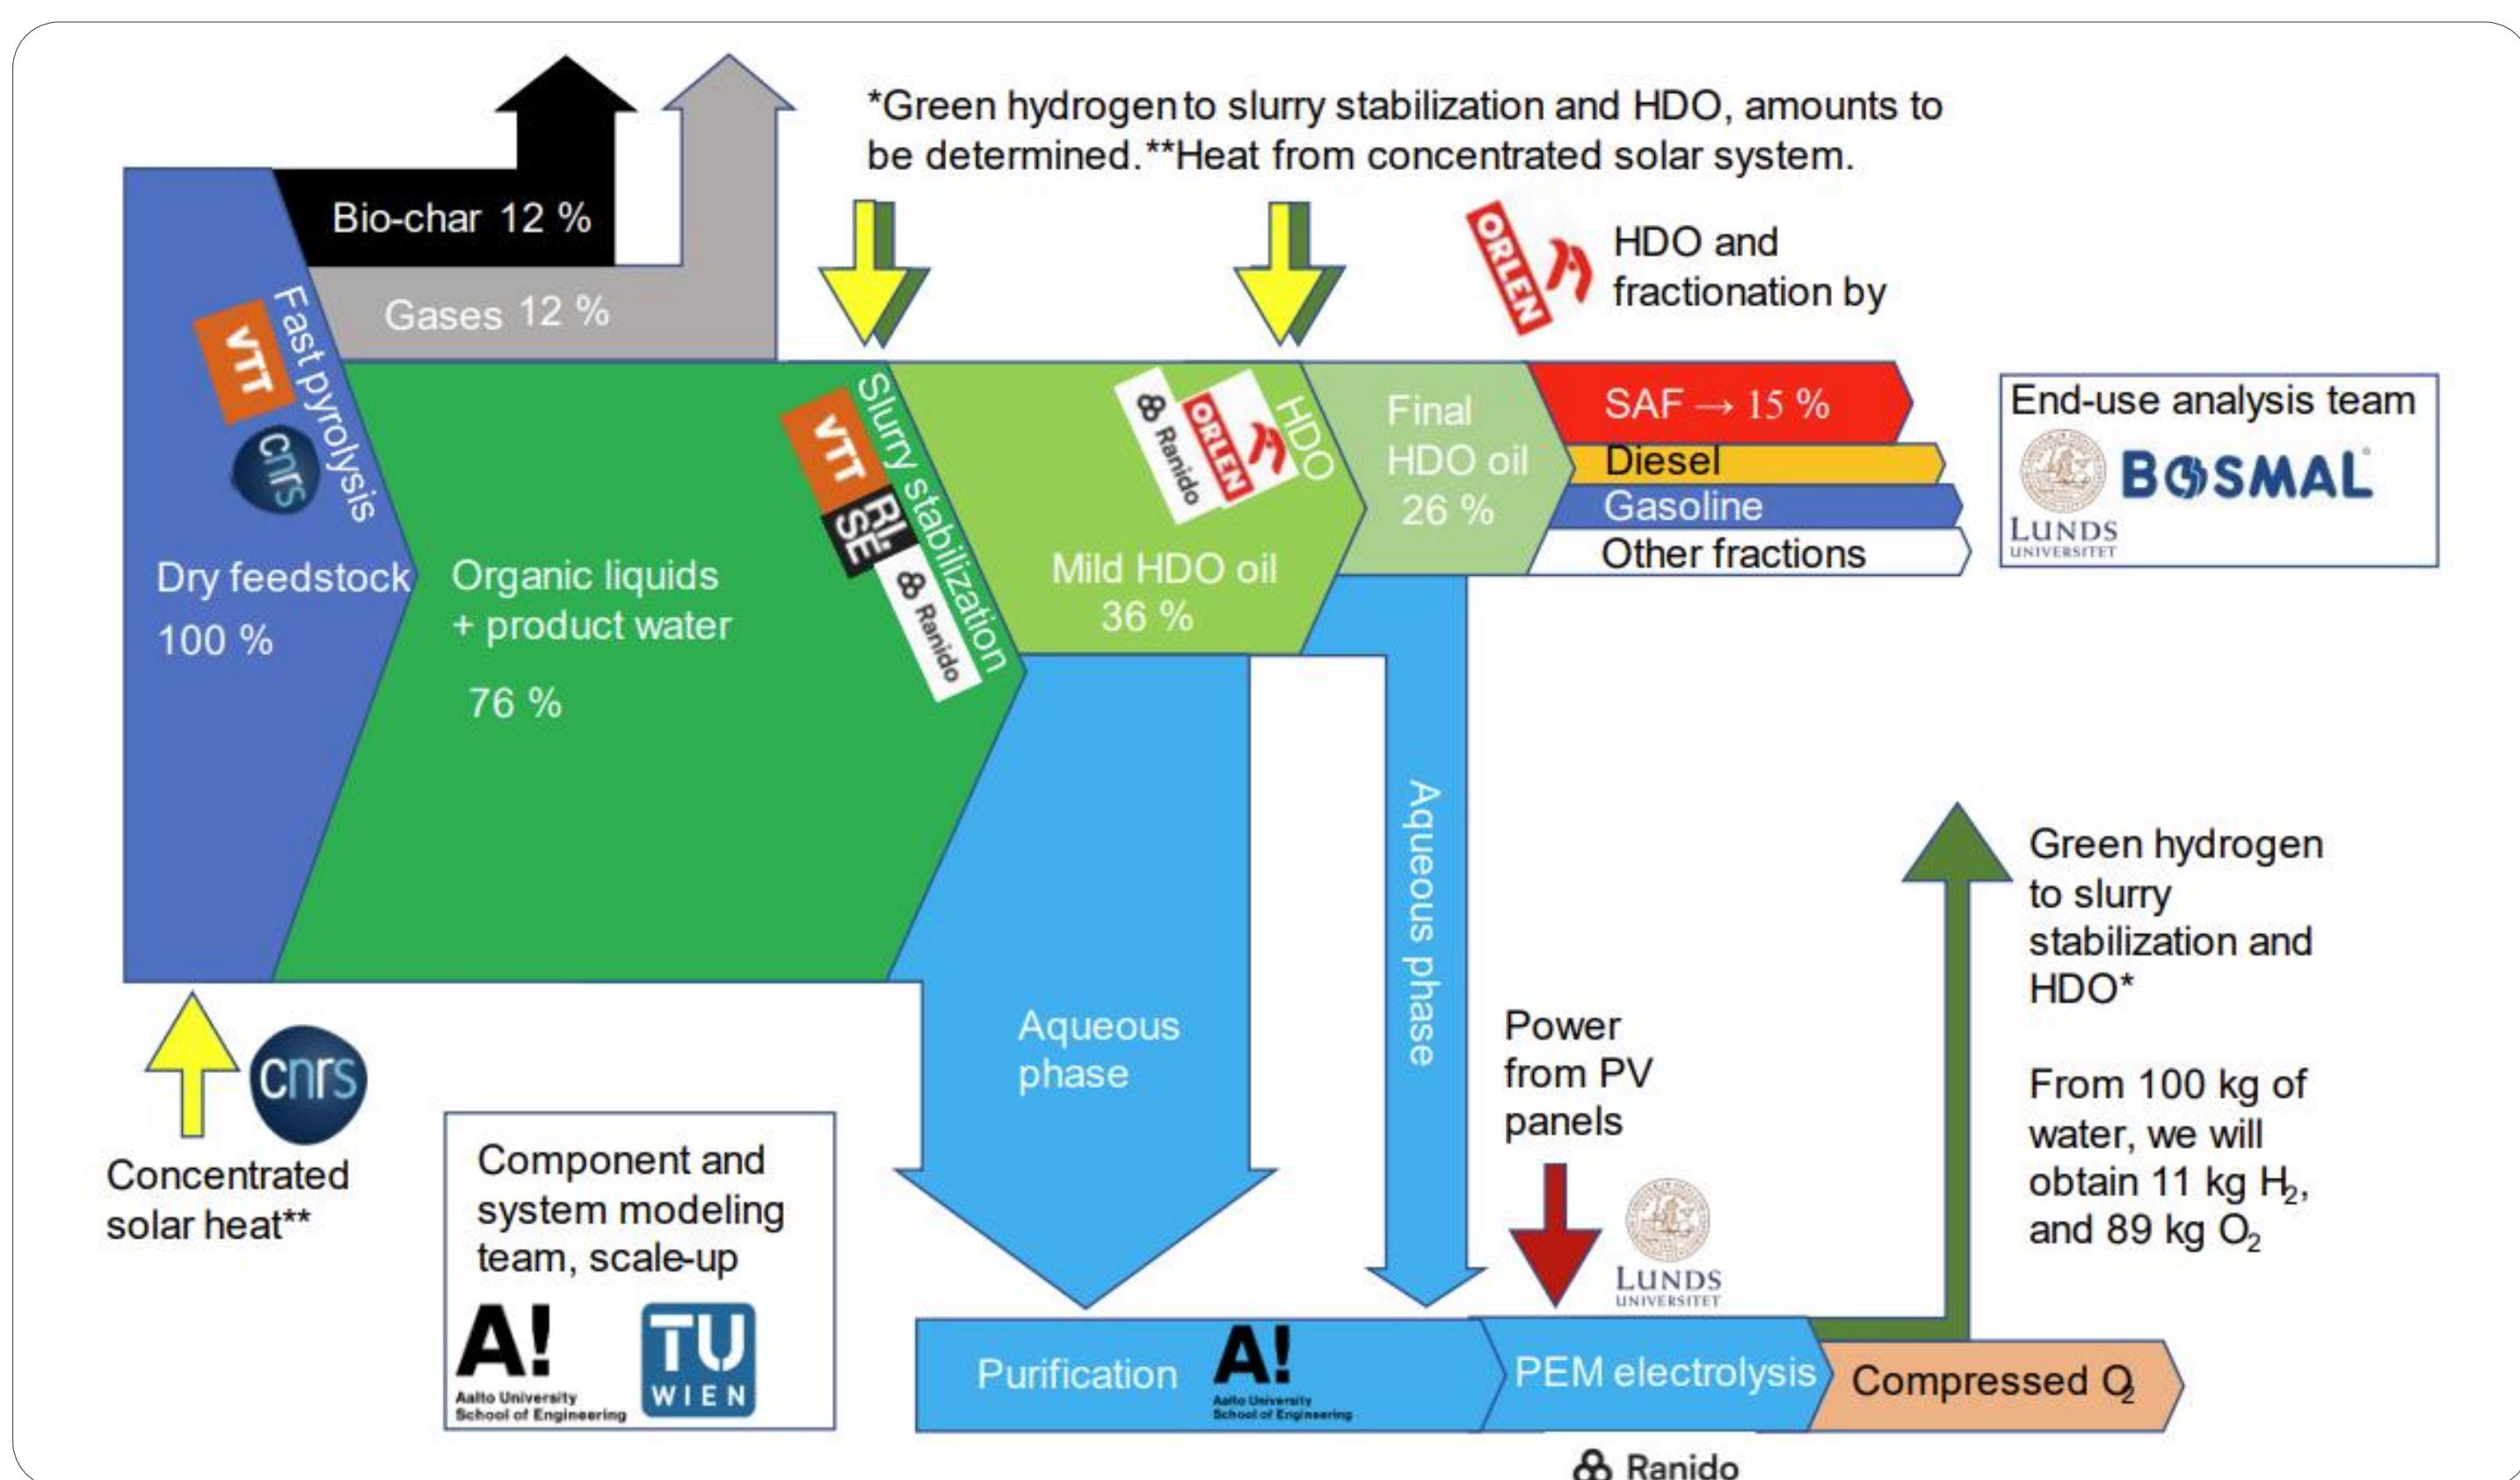 *Green hydrogen to slurry stabilization and HDO, amounts to
be determined.**Heat from concentrated solar system.
Bio-char 12 %
Gases 12 %
ORLEN
HDO and
fractionation by
Fast pyrolysis
VTT
cnrs
Dry feedstock
100 %
Organic liquids
+ product water
76 %
Slurry stabilization
VTT
RI.
SE
Ranido
Mild HDO oil
36 %
Ranido
ORLEN
HDO
Final
HDO oil
26 %
SAF → 15 %
Diesel
Gasoline
Other fractions
End-use analysis team
LUNDS
UNIVERSITET
BOSMAL
Concentrated
solar heat**
cnrs
Component and
system modeling
team, scale-up
A!
Aalto University
School of Engineering
TU
WIEN
Aqueous
phase
Aqueous phase
Power
from PV
panels
LUNDS
UNIVERSITET
Green hydrogen
to slurry
stabilization and
HDO*
From 100 kg of
water, we will
obtain 11 kg H₂,
and 89 kg O₂
Purification
A!
Aalto University
School of Engineering
PEM electrolysis
Compressed O₂
Ranido